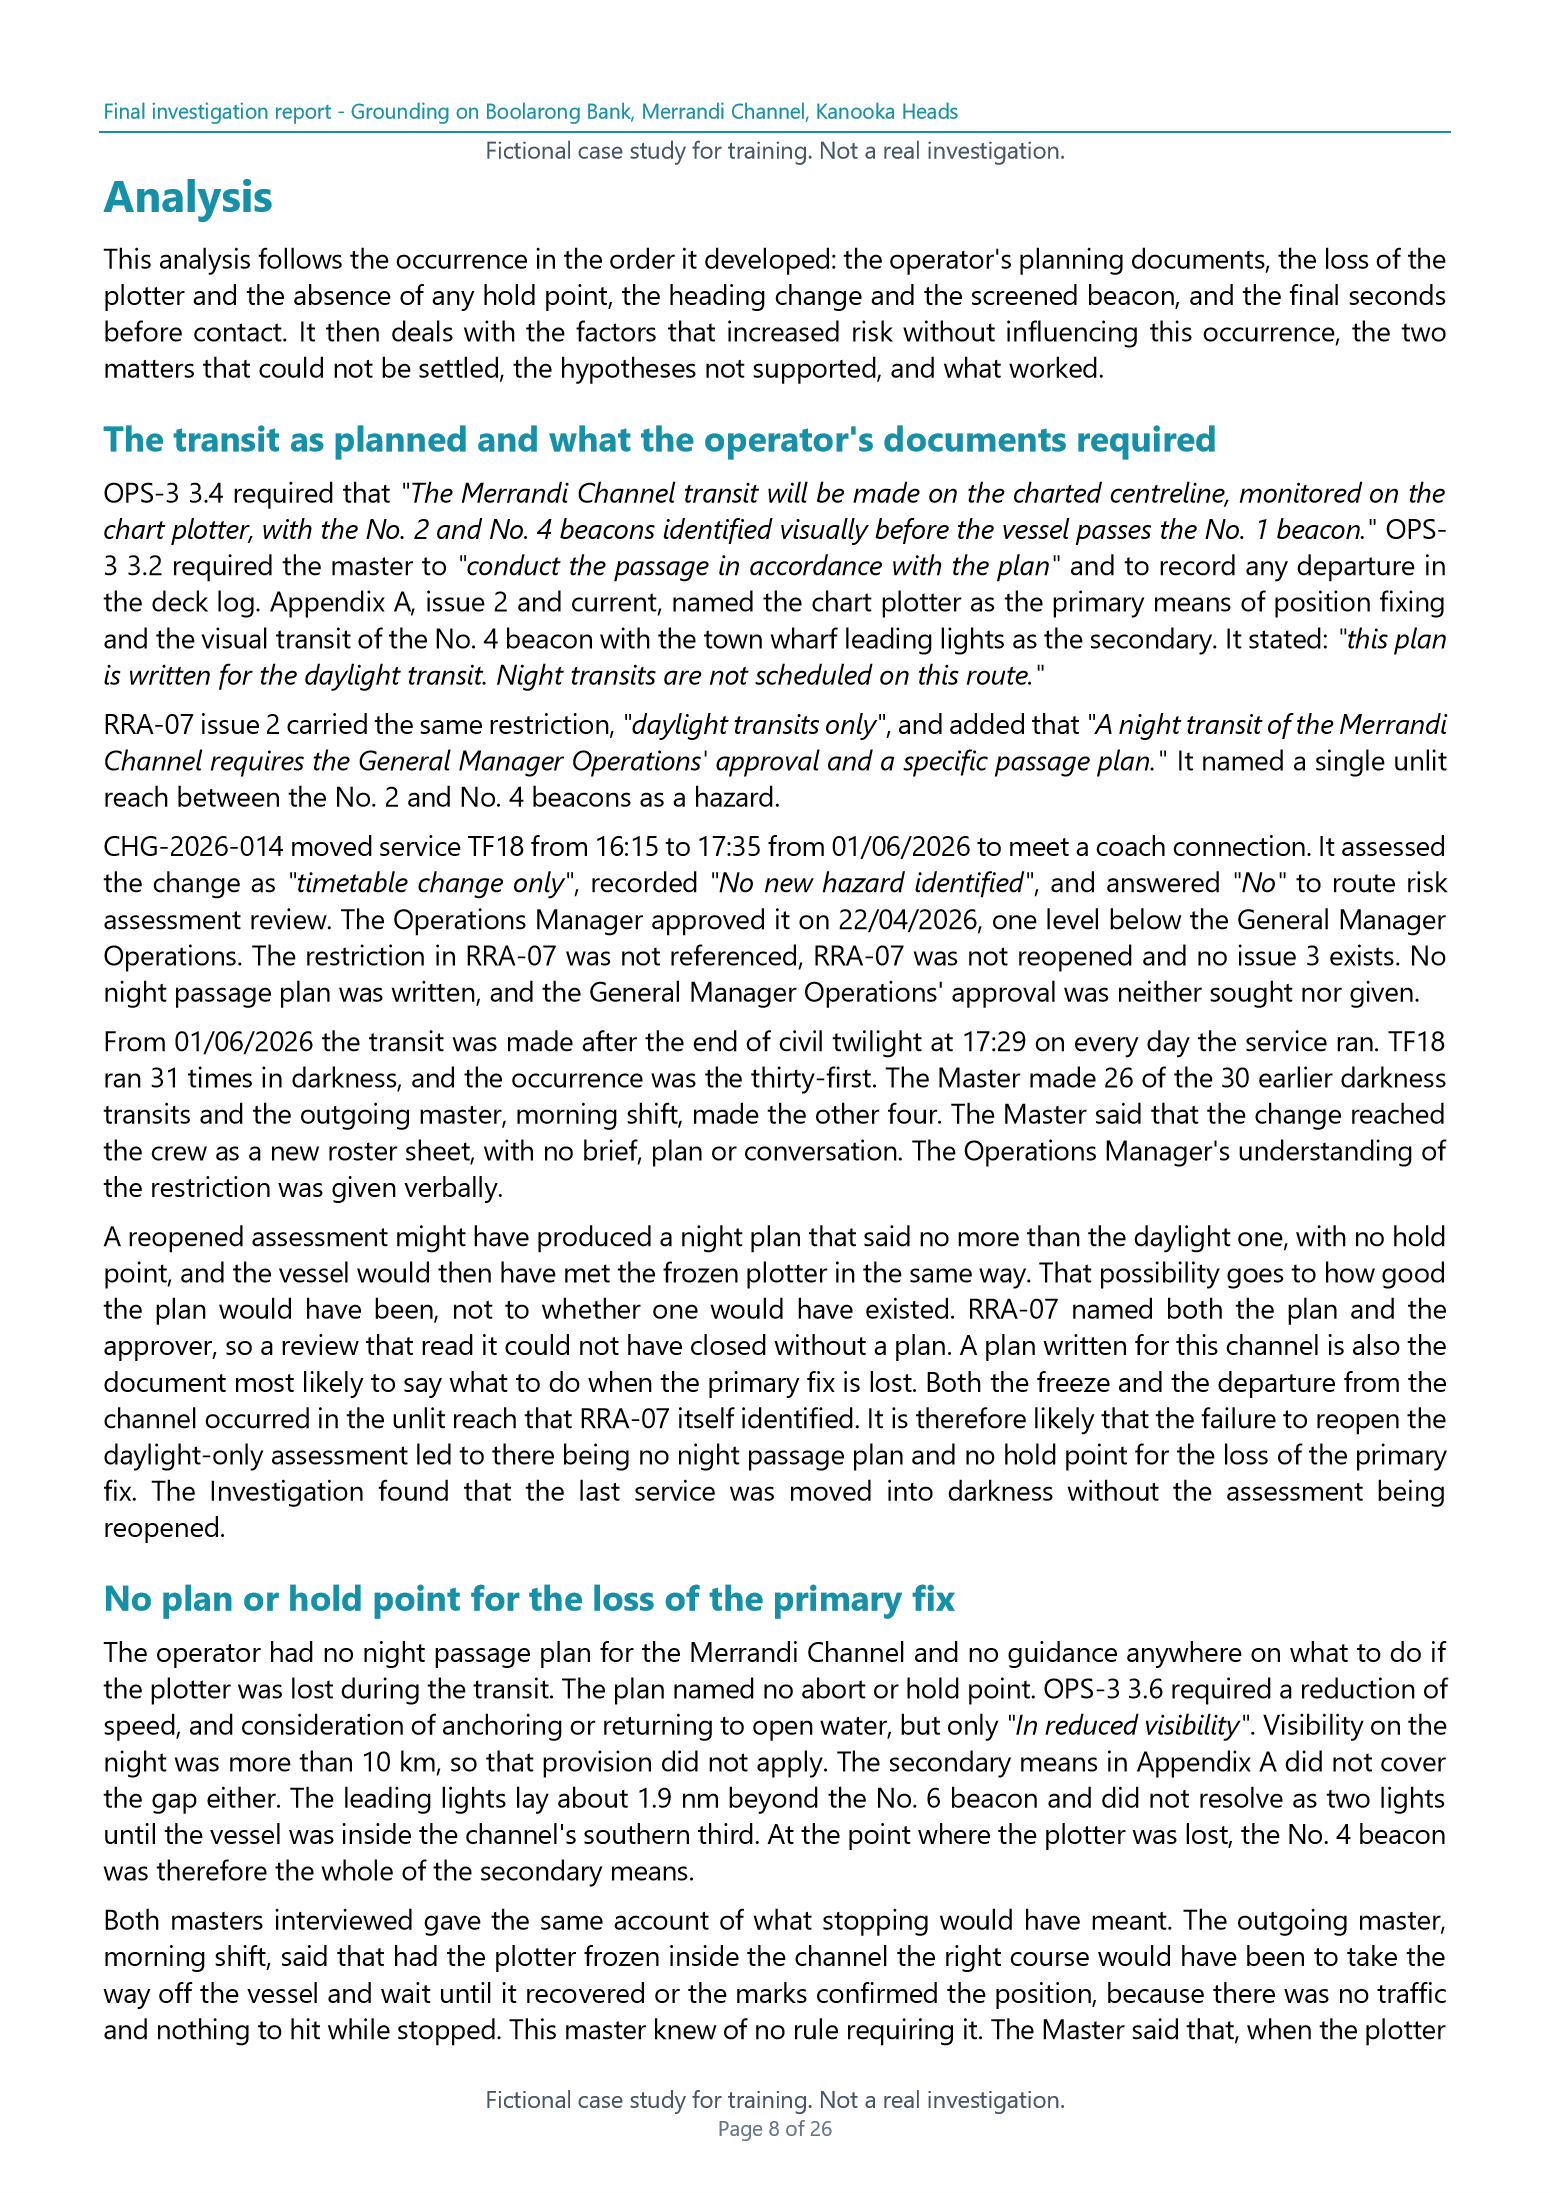 Final investigation report - Grounding on Boolarong Bank, Merrandi Channel, Kanooka Heads
Fictional case study for training. Not a real investigation.
Analysis
This analysis follows the occurrence in the order it developed: the operator's planning documents, the loss of the
plotter and the absence of any hold point, the heading change and the screened beacon, and the final seconds
before contact. It then deals with the factors that increased risk without influencing this occurrence, the two
matters that could not be settled, the hypotheses not supported, and what worked.
The transit as planned and what the operator's documents required
OPS-3 3.4 required that "The Merrandi Channel transit will be made on the charted centreline, monitored on the
chart plotter, with the No. 2 and No. 4 beacons identified visually before the vessel passes the No. 1 beacon." OPS-
3 3.2 required the master to "conduct the passage in accordance with the plan" and to record any departure in
the deck log. Appendix A, issue 2 and current, named the chart plotter as the primary means of position fixing
and the visual transit of the No. 4 beacon with the town wharf leading lights as the secondary. It stated: "this plan
is written for the daylight transit. Night transits are not scheduled on this route."
RRA-07 issue 2 carried the same restriction, "daylight transits only", and added that "A night transit of the Merrandi
Channel requires the General Manager Operations' approval and a specific passage plan." It named a single unlit
reach between the No. 2 and No. 4 beacons as a hazard.
CHG-2026-014 moved service TF18 from 16:15 to 17:35 from 01/06/2026 to meet a coach connection. It assessed
the change as "timetable change only", recorded "No new hazard identified", and answered "No" to route risk
assessment review. The Operations Manager approved it on 22/04/2026, one level below the General Manager
Operations. The restriction in RRA-07 was not referenced, RRA-07 was not reopened and no issue 3 exists. No
night passage plan was written, and the General Manager Operations' approval was neither sought nor given.
From 01/06/2026 the transit was made after the end of civil twilight at 17:29 on every day the service ran. TF18
ran 31 times in darkness, and the occurrence was the thirty-first. The Master made 26 of the 30 earlier darkness
transits and the outgoing master, morning shift, made the other four. The Master said that the change reached
the crew as a new roster sheet, with no brief, plan or conversation. The Operations Manager's understanding of
the restriction was given verbally.
A reopened assessment might have produced a night plan that said no more than the daylight one, with no hold
point, and the vessel would then have met the frozen plotter in the same way. That possibility goes to how good
the plan would have been, not to whether one would have existed. RRA-07 named both the plan and the
approver, so a review that read it could not have closed without a plan. A plan written for this channel is also the
document most likely to say what to do when the primary fix is lost. Both the freeze and the departure from the
channel occurred in the unlit reach that RRA-07 itself identified. It is therefore likely that the failure to reopen the
daylight-only assessment led to there being no night passage plan and no hold point for the loss of the primary
fix. The Investigation found that the last service was moved into darkness without the assessment being
reopened.
No plan or hold point for the loss of the primary fix
The operator had no night passage plan for the Merrandi Channel and no guidance anywhere on what to do if
the plotter was lost during the transit. The plan named no abort or hold point. OPS-3 3.6 required a reduction of
speed, and consideration of anchoring or returning to open water, but only "In reduced visibility". Visibility on the
night was more than 10 km, so that provision did not apply. The secondary means in Appendix A did not cover
the gap either. The leading lights lay about 1.9 nm beyond the No. 6 beacon and did not resolve as two lights
until the vessel was inside the channel's southern third. At the point where the plotter was lost, the No. 4 beacon
was therefore the whole of the secondary means.
Both masters interviewed gave the same account of what stopping would have meant. The outgoing master,
morning shift, said that had the plotter frozen inside the channel the right course would have been to take the
way off the vessel and wait until it recovered or the marks confirmed the position, because there was no traffic
and nothing to hit while stopped. This master knew of no rule requiring it. The Master said that, when the plotter
Fictional case study for training. Not a real investigation.
Page 8 of 26